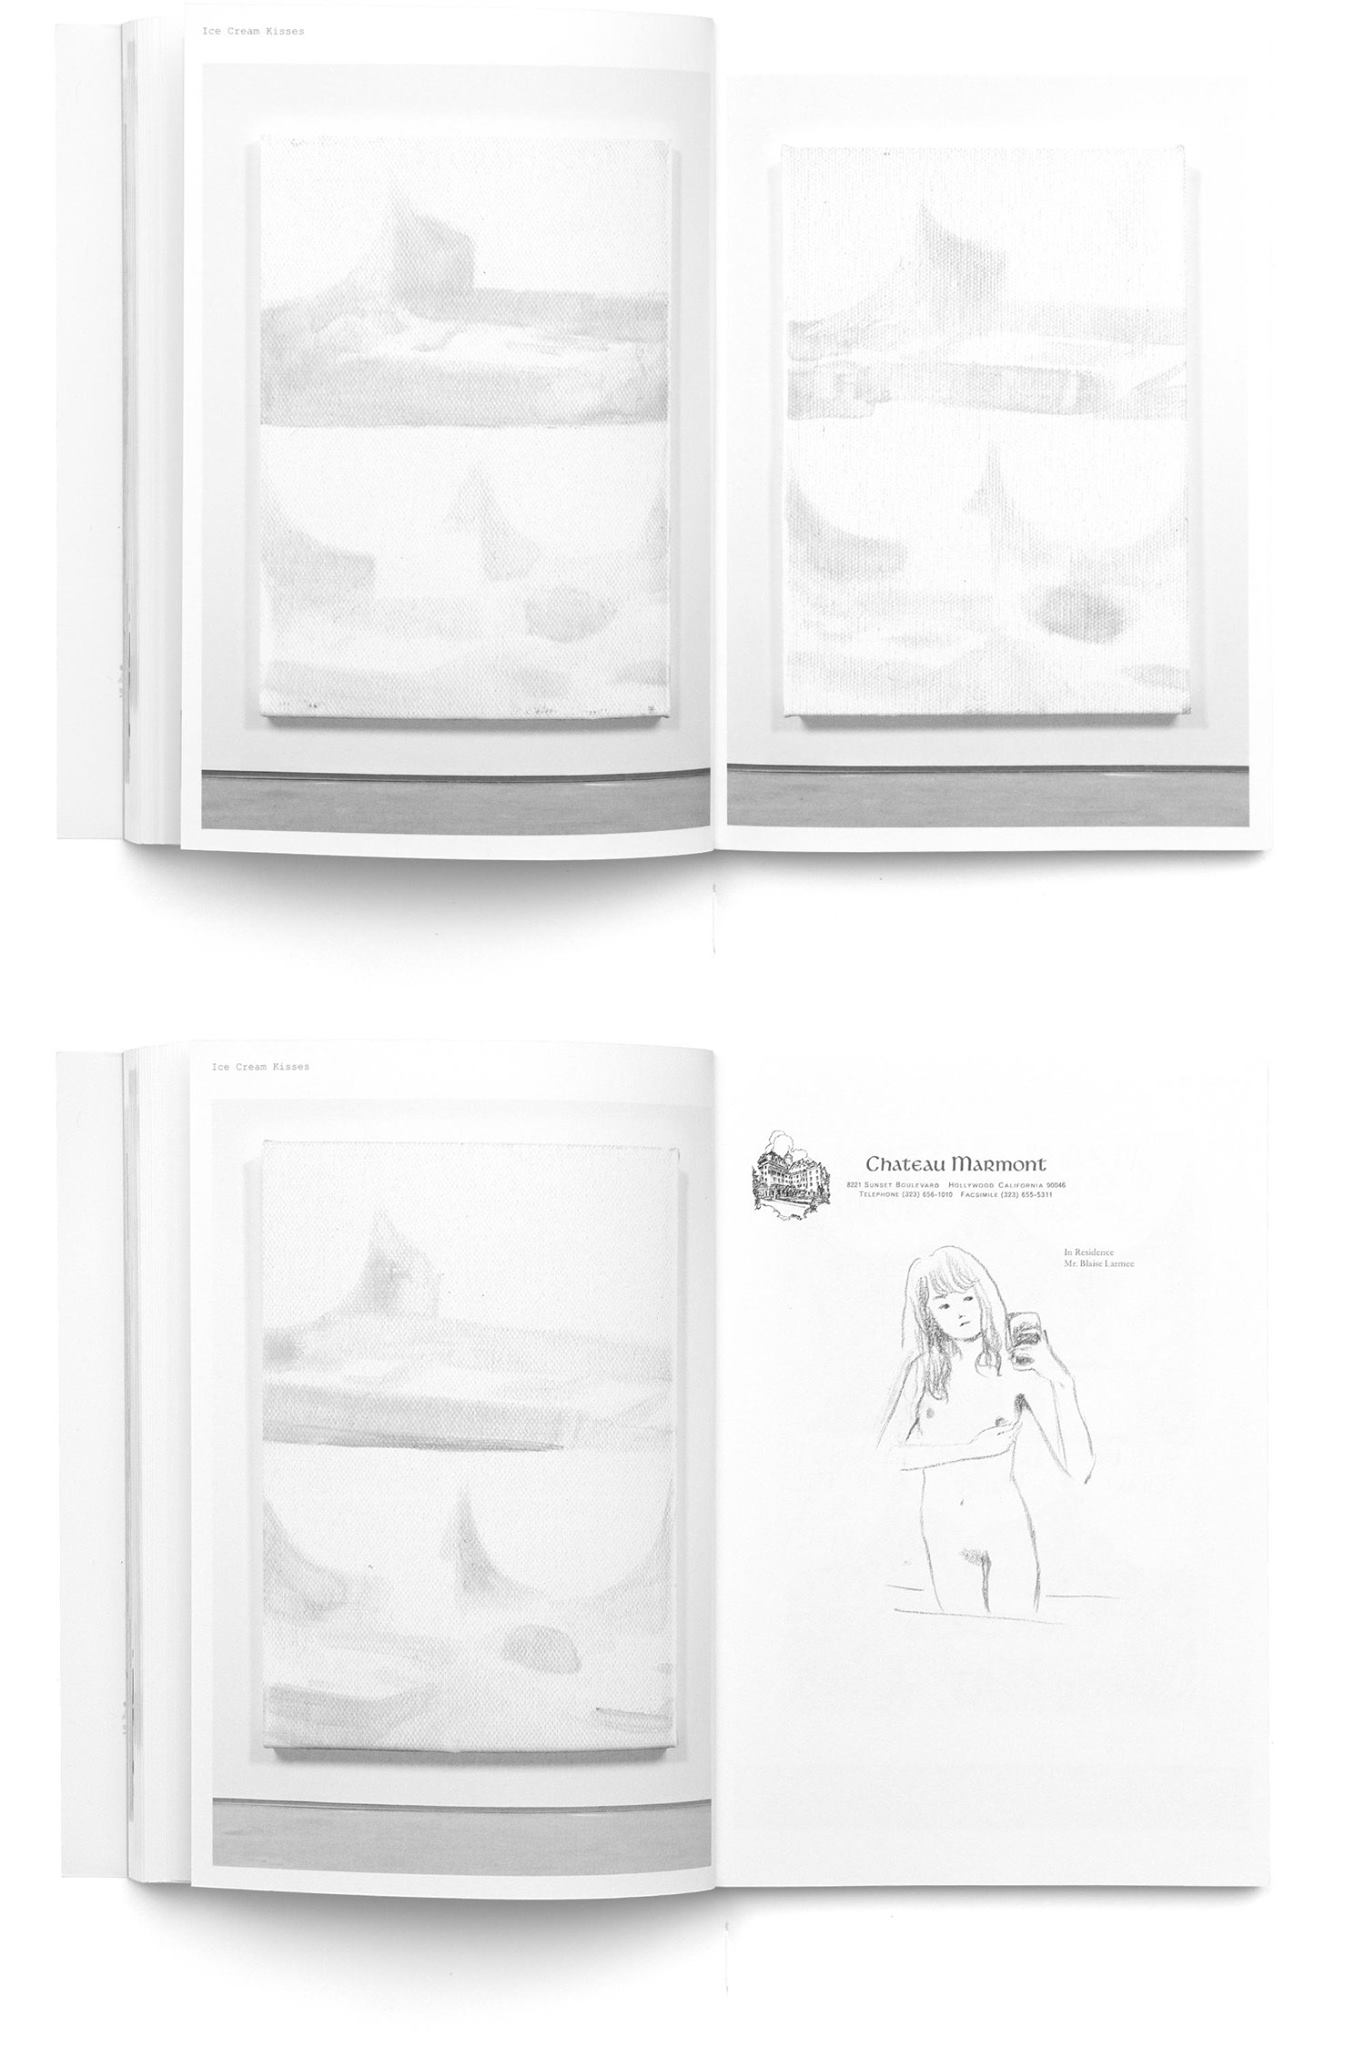 Ice Cream Kisses
Ice Cream Kisses
Chateau Marmont
8221 Sunset Boulevard Hollywood California 90046
Telephone (323) 656-1010 Facsimile (323) 655-5311
In Residence
Mr. Blaise Larmee